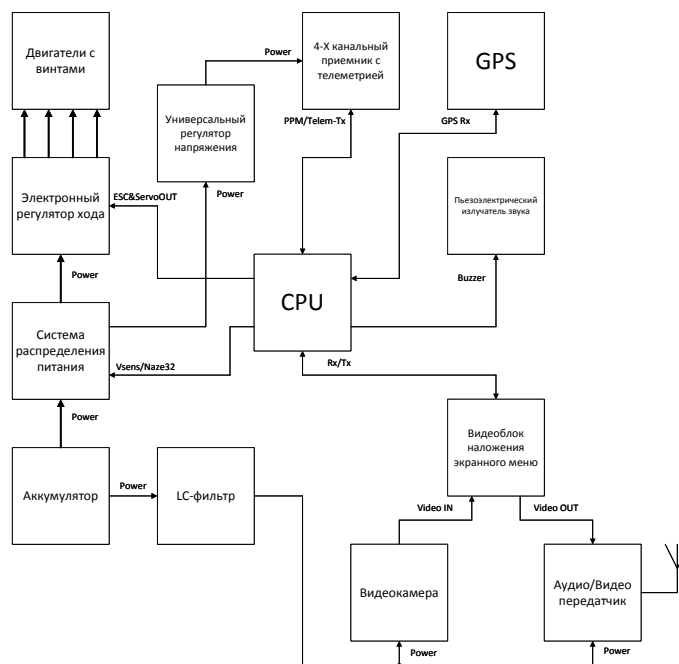 Двигатели с
винтами
Power
4-Х канальный
приемник с
телеметрией
GPS
Универсальный
регулятор
напряжения
PPM/Telem-Tx
GPS Rx
Электронный
регулятор хода
ESC&ServoOUT
Power
Пьезоэлектрический
излучатель звука
Power
CPU
Buzzer
Система
распределения
питания
Vsens/Naze32
Rx/Tx
Power
Видеоблок
наложения
экранного меню
Аккумулятор
Power
LC-фильтр
Video IN
Video OUT
Видеокамера
Аудио/Видео
передатчик
Power
Power